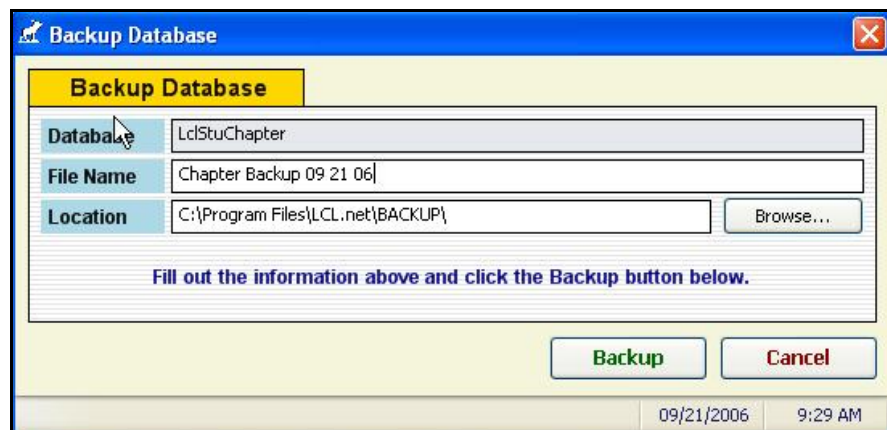 Backup Database
Backup Database
Database LclStuChapter
File Name Chapter Backup 09 21 06
Location C:\Program Files\LCL.net\BACKUP\ Browse...
Fill out the information above and click the Backup button below.
Backup Cancel
09/21/2006 9:29 AM